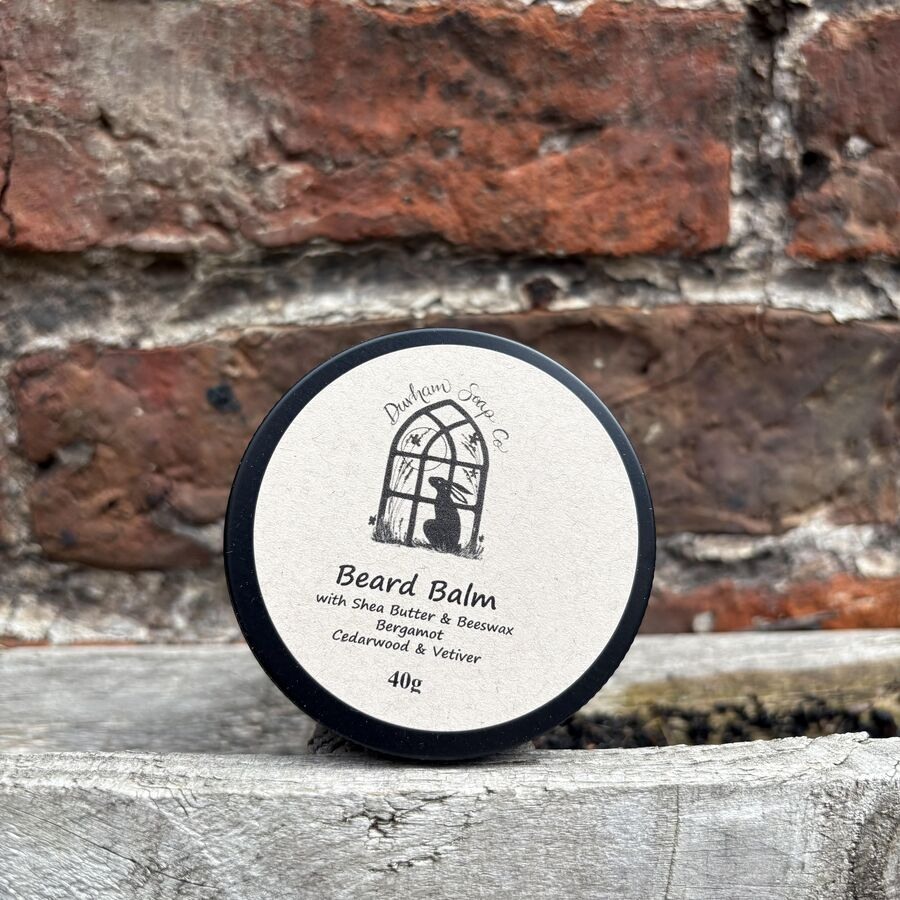 Durham Soap Co
Beard Balm
with Shea Butter & Beeswax
Bergamot
Cedarwood & Vetiver
40g